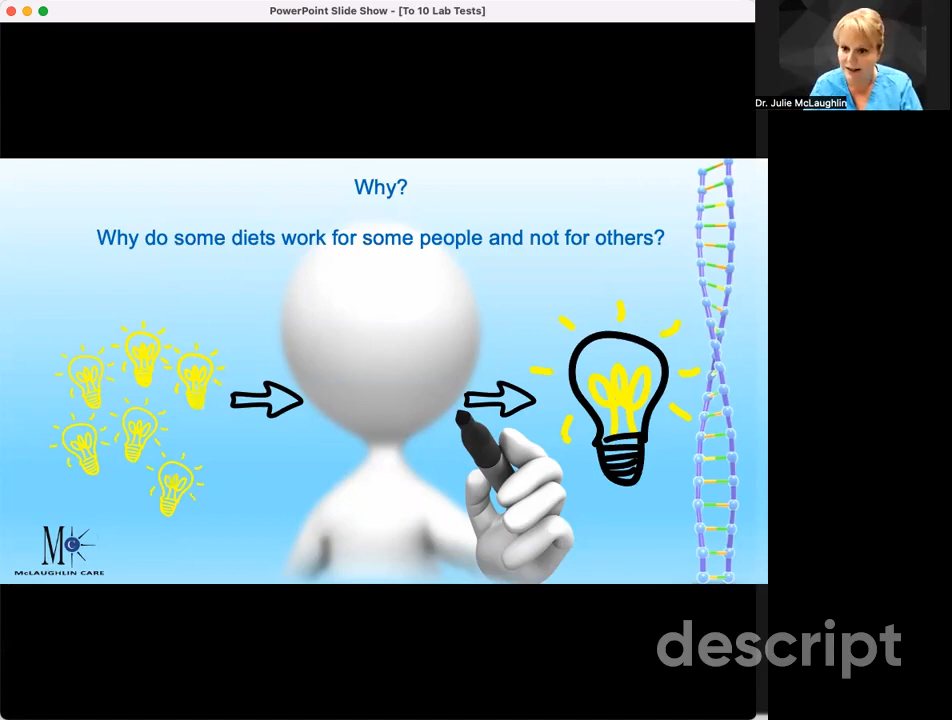 PowerPoint Slide Show - [To 10 Lab Tests]
Dr. Julie McLaughlin
Why?
Why do some diets work for some people and not for others?
M C
MCLAUGHLIN CARE
descript